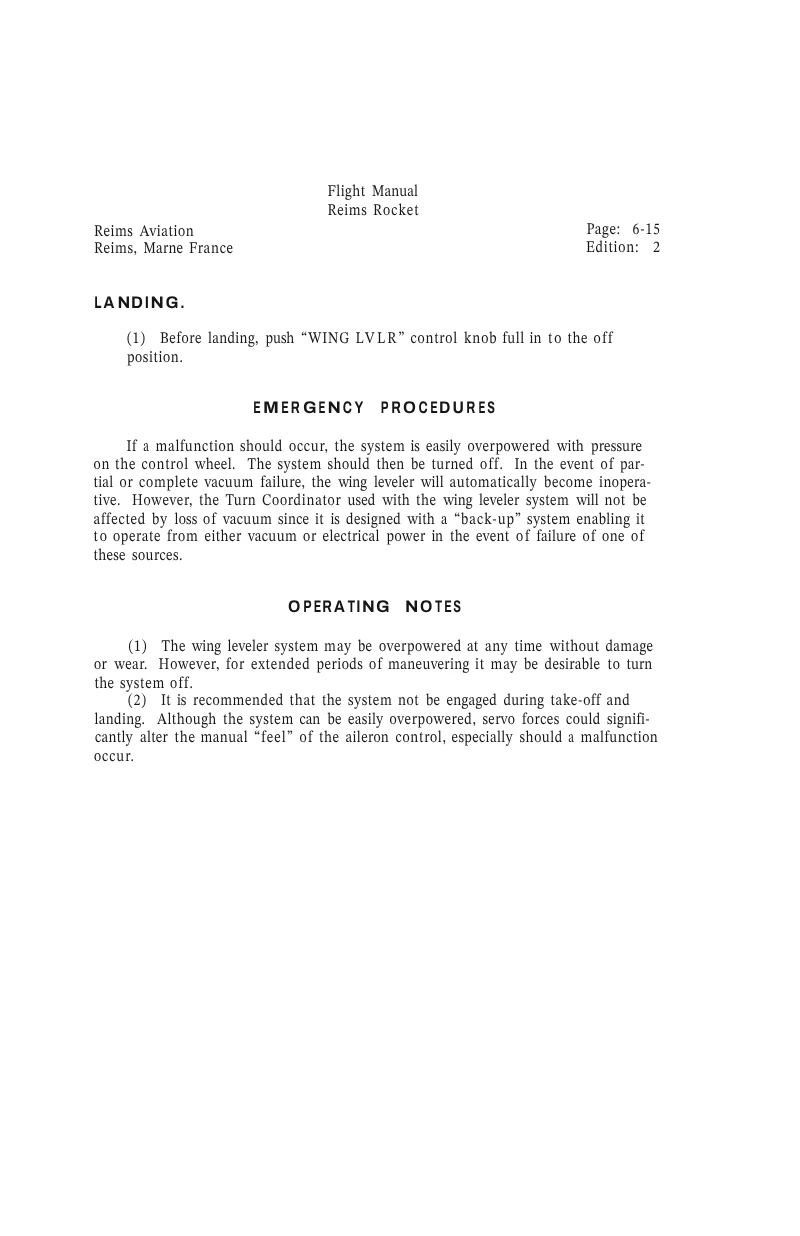 Flight Manual
Reims Rocket
Reims Aviation
Page: 6-15
Reims, Marne France
Edition: 2
LANDING.
(1) Before landing, push “WING LVLR” control knob full in to the off
position.
EMERGENCY PROCEDURES
If a malfunction should occur, the system is easily overpowered with pressure
on the control wheel. The system should then be turned off. In the event of par-
tial or complete vacuum failure, the wing leveler will automatically become inopera-
tive. However, the Turn Coordinator used with the wing leveler system will not be
affected by loss of vacuum since it is designed with a “back-up” system enabling it
to operate from either vacuum or electrical power in the event of failure of one of
these sources.
OPERATING NOTES
(1) The wing leveler system may be overpowered at any time without damage
or wear. However, for extended periods of maneuvering it may be desirable to turn
the system off.
(2) It is recommended that the system not be engaged during take-off and
landing. Although the system can be easily overpowered, servo forces could signifi-
cantly alter the manual “feel” of the aileron control, especially should a malfunction
occur.